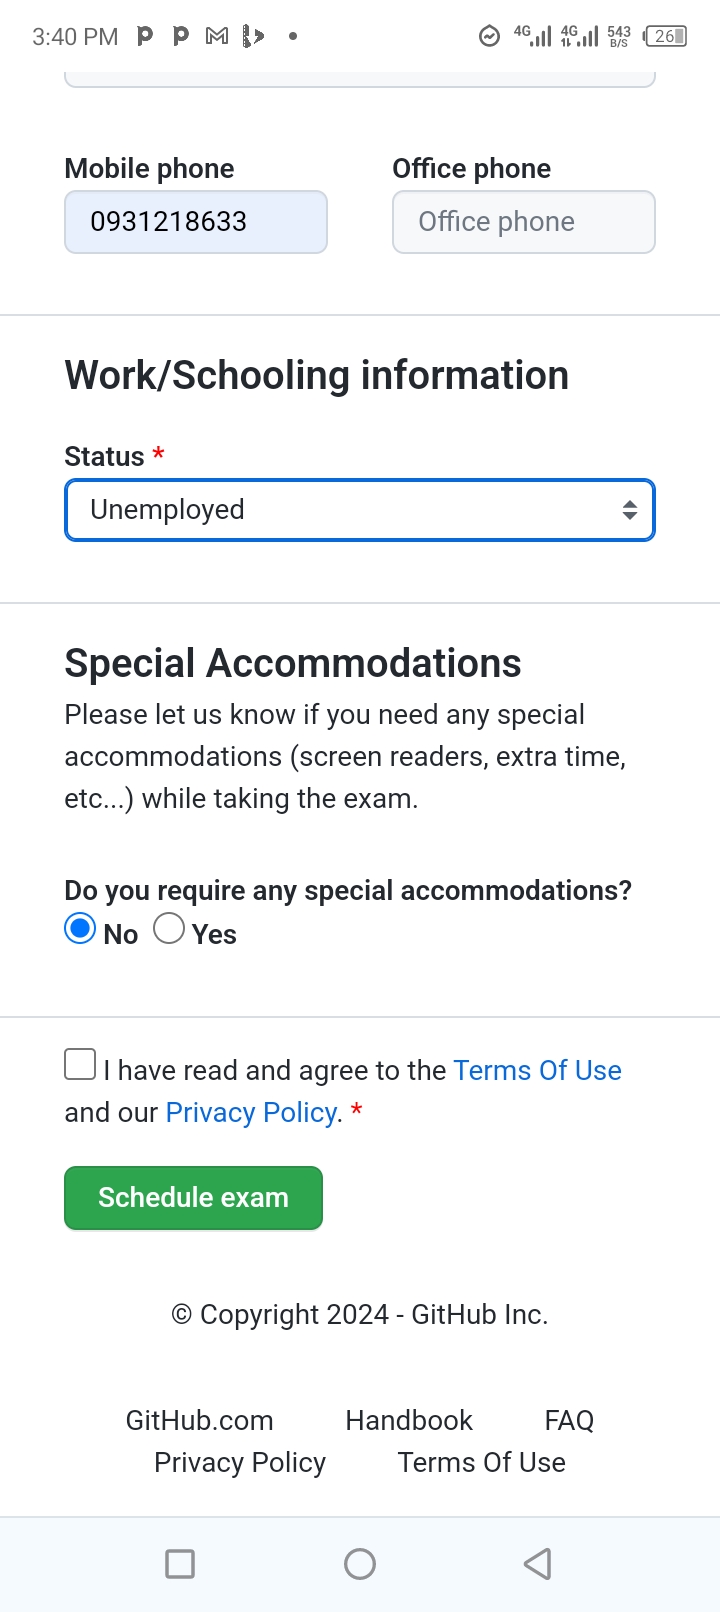 3:40 PM
4G 4G 543 B/S 26
Mobile phone
Office phone
0931218633
Office phone
Work/Schooling information
Status *
Unemployed
Special Accommodations
Please let us know if you need any special
accommodations (screen readers, extra time,
etc...) while taking the exam.
Do you require any special accommodations?
No Yes
I have read and agree to the Terms Of Use
and our Privacy Policy. *
Schedule exam
© Copyright 2024 - GitHub Inc.
GitHub.com Handbook FAQ
Privacy Policy Terms Of Use